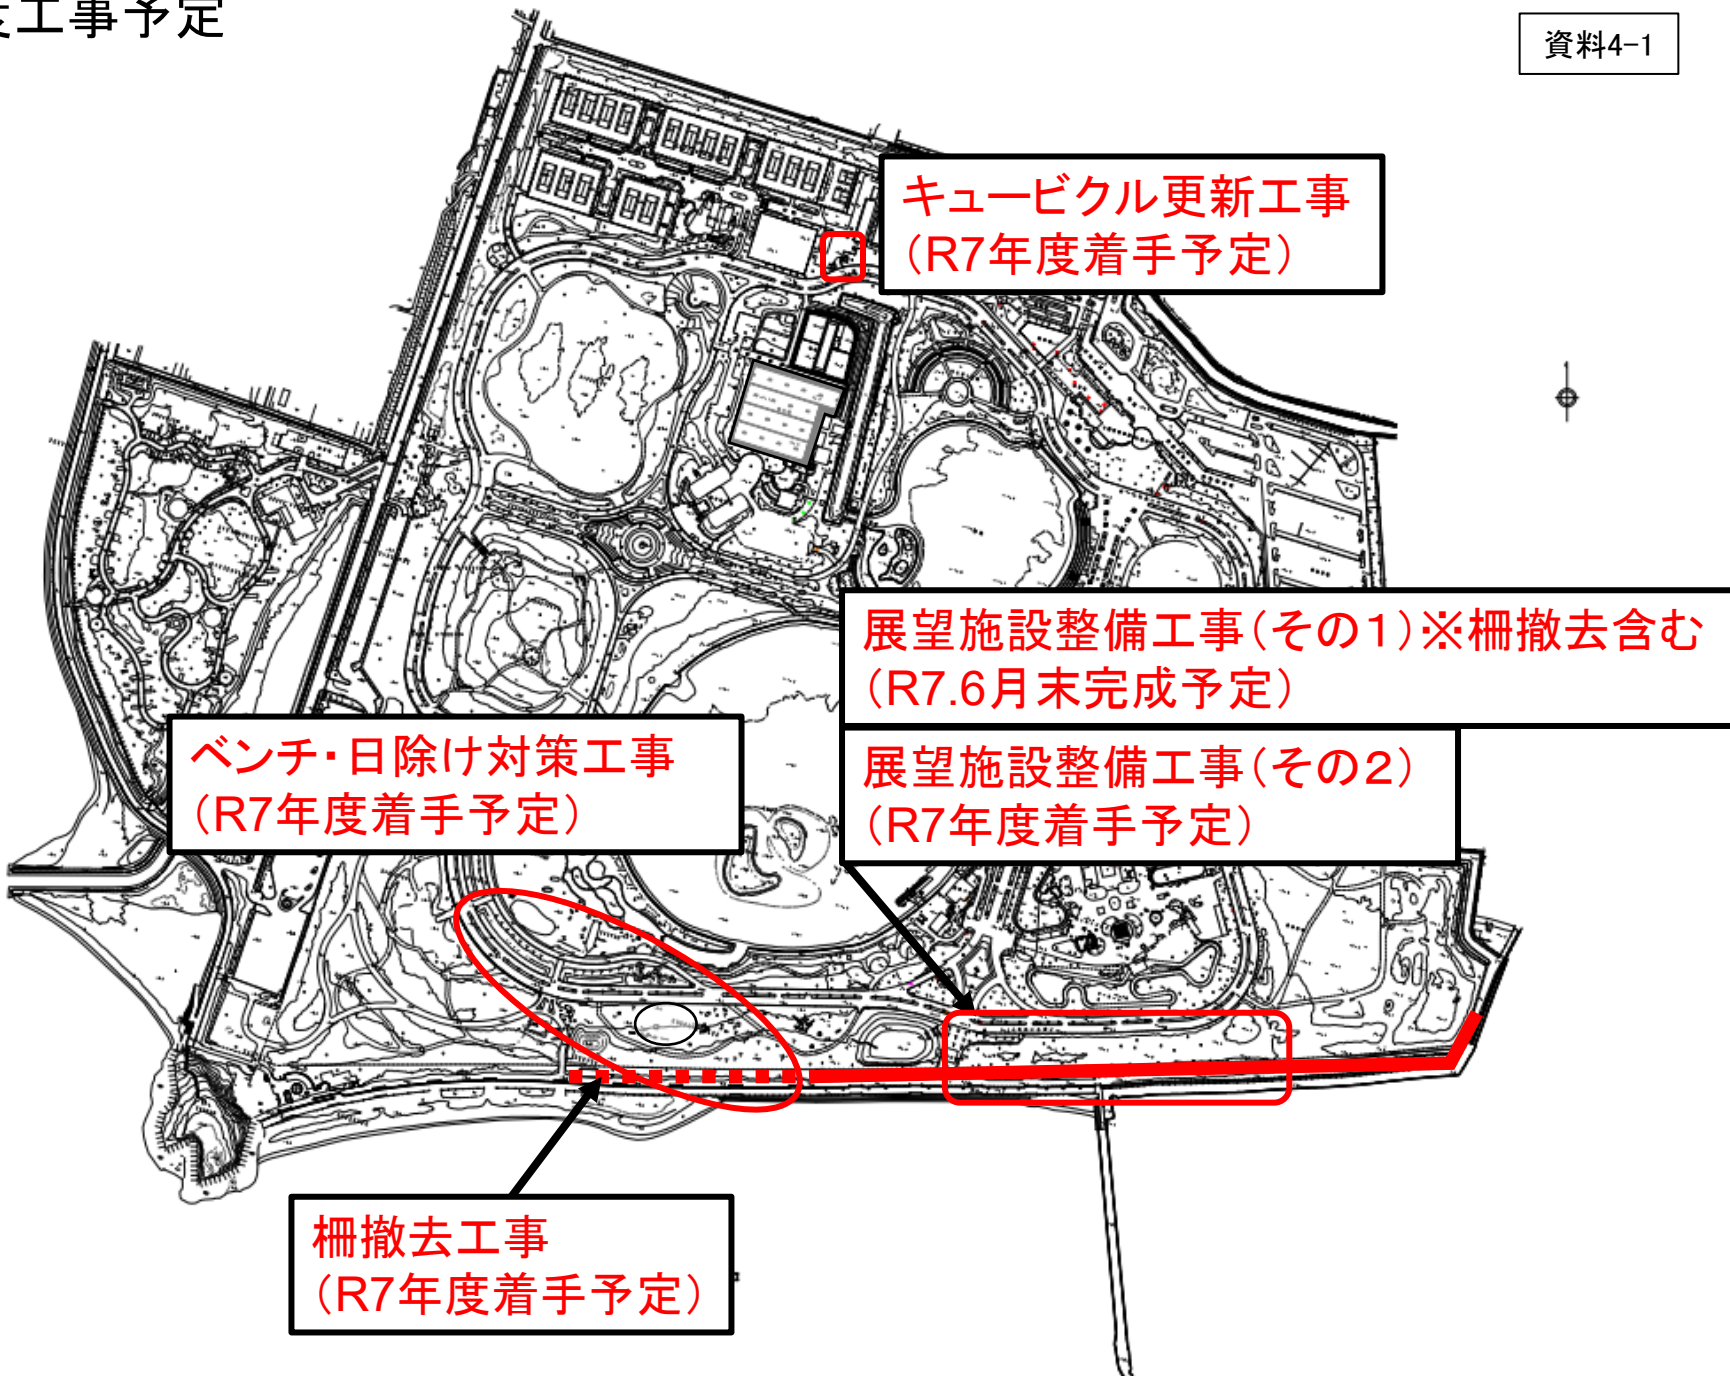 度工事予定
資料4-1
キュービクル更新工事
（R7年度着手予定）
展望施設整備工事（その１）※柵撤去含む
（R7.6月末完成予定）
ベンチ・日除け対策工事
（R7年度着手予定）
展望施設整備工事（その２）
（R7年度着手予定）
柵撤去工事
（R7年度着手予定）